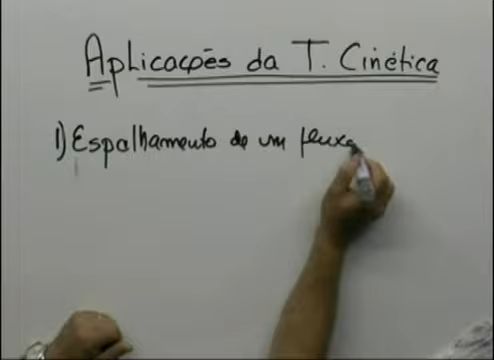 Aplicações da T. Cinética
1) Espalhamento de um fluxo